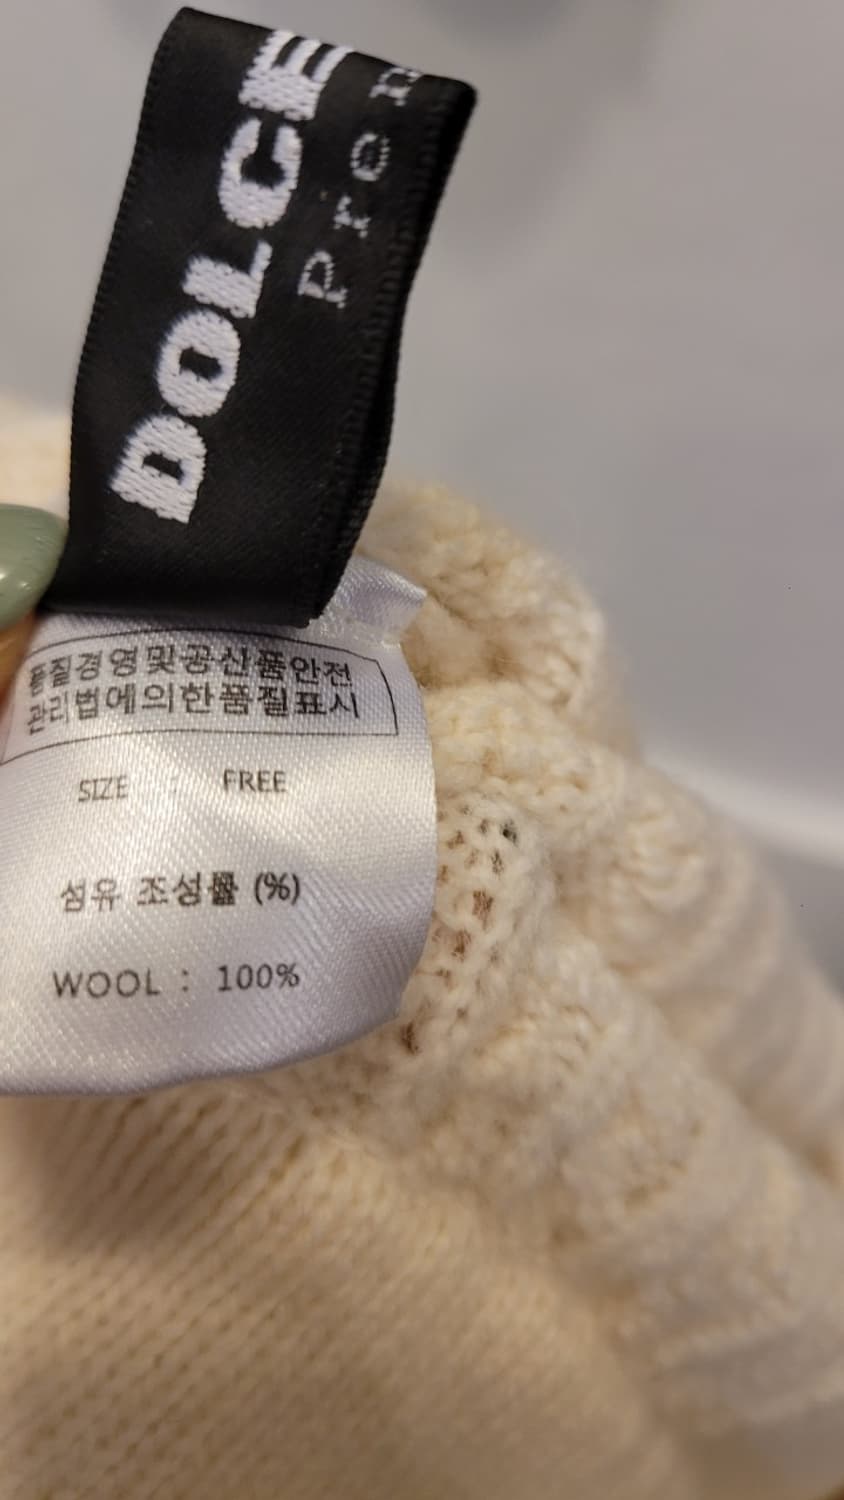 DOLCE
Pron
품질경영및공산품안전
관리법에의한품질표시
SIZE : FREE
섬유 조성률 (%)
WOOL : 100%